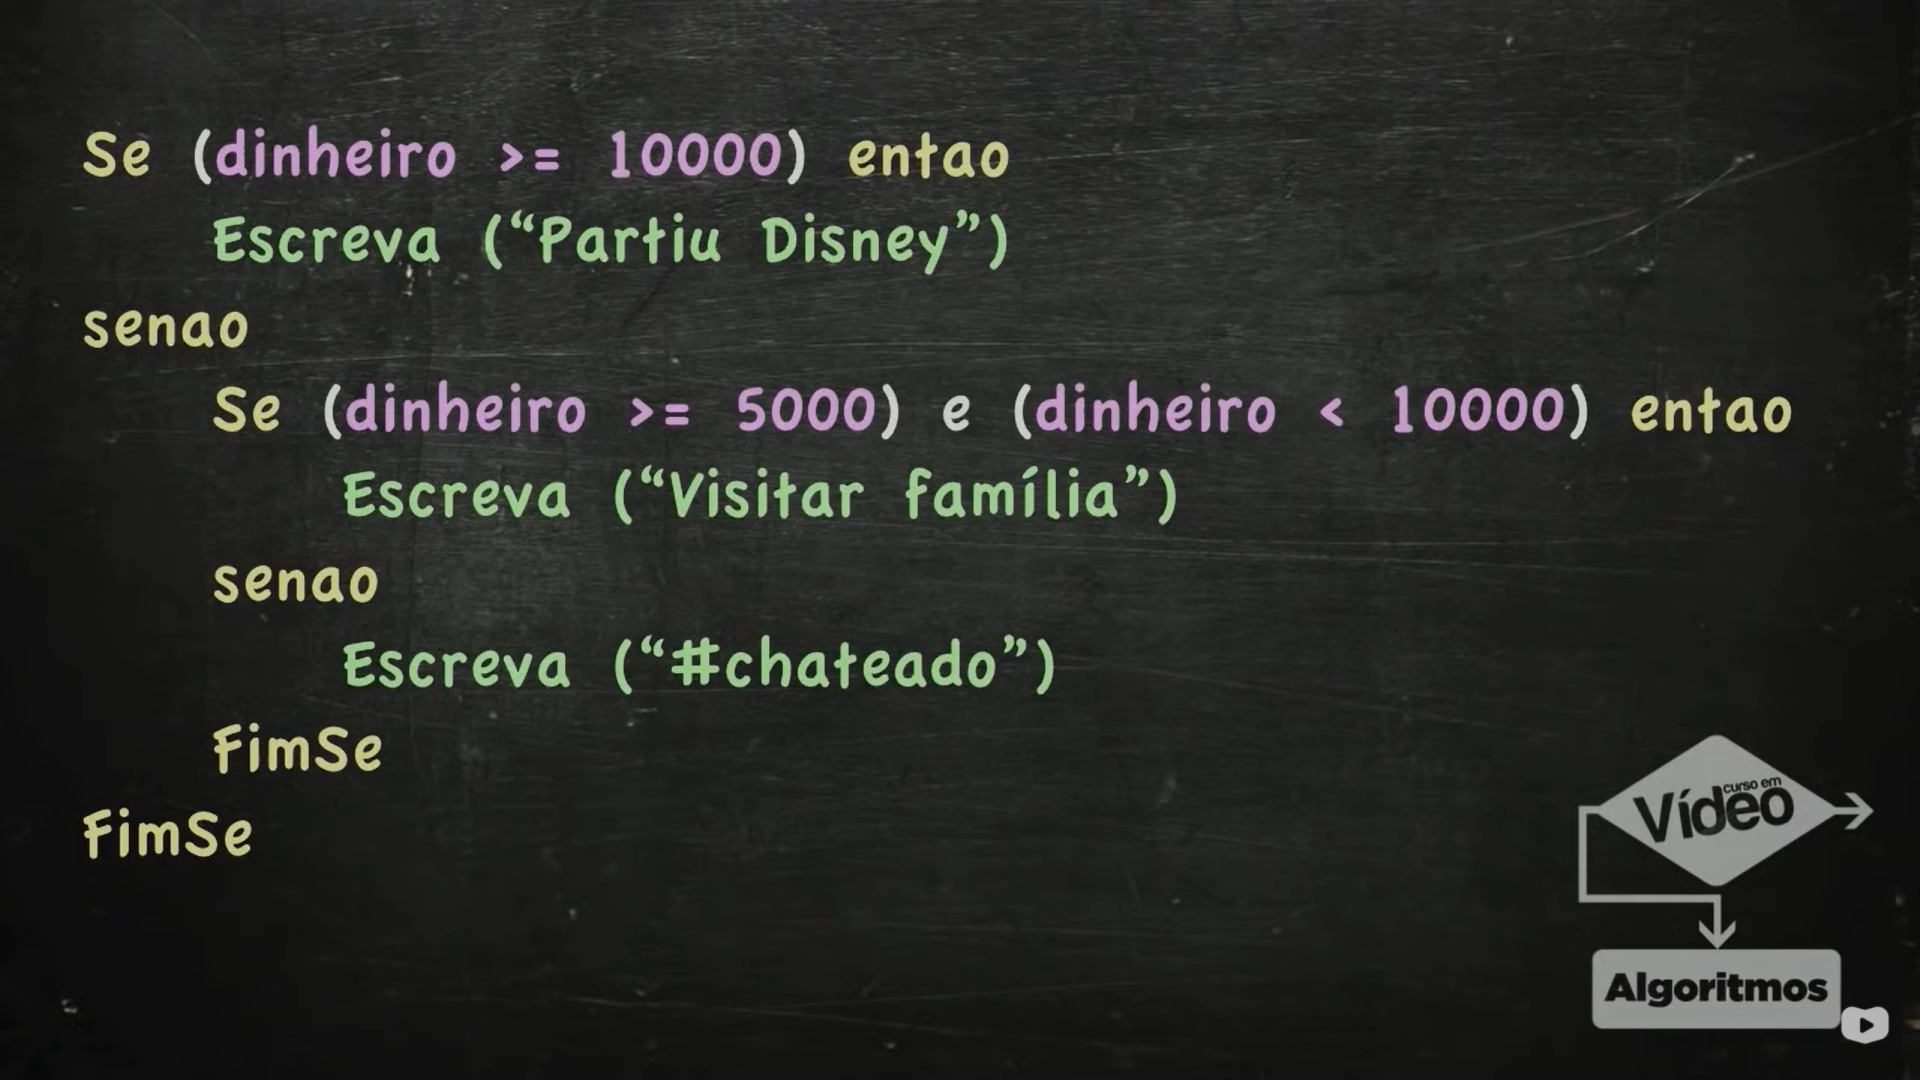 Se (dinheiro >= 10000) entao
Escreva (“Partiu Disney”)
senao
Se (dinheiro >= 5000) e (dinheiro < 10000) entao
Escreva (“Visitar família”)
senao
Escreva (“#chateado”)
FimSe
FimSe
curso em
Vídeo
Algoritmos